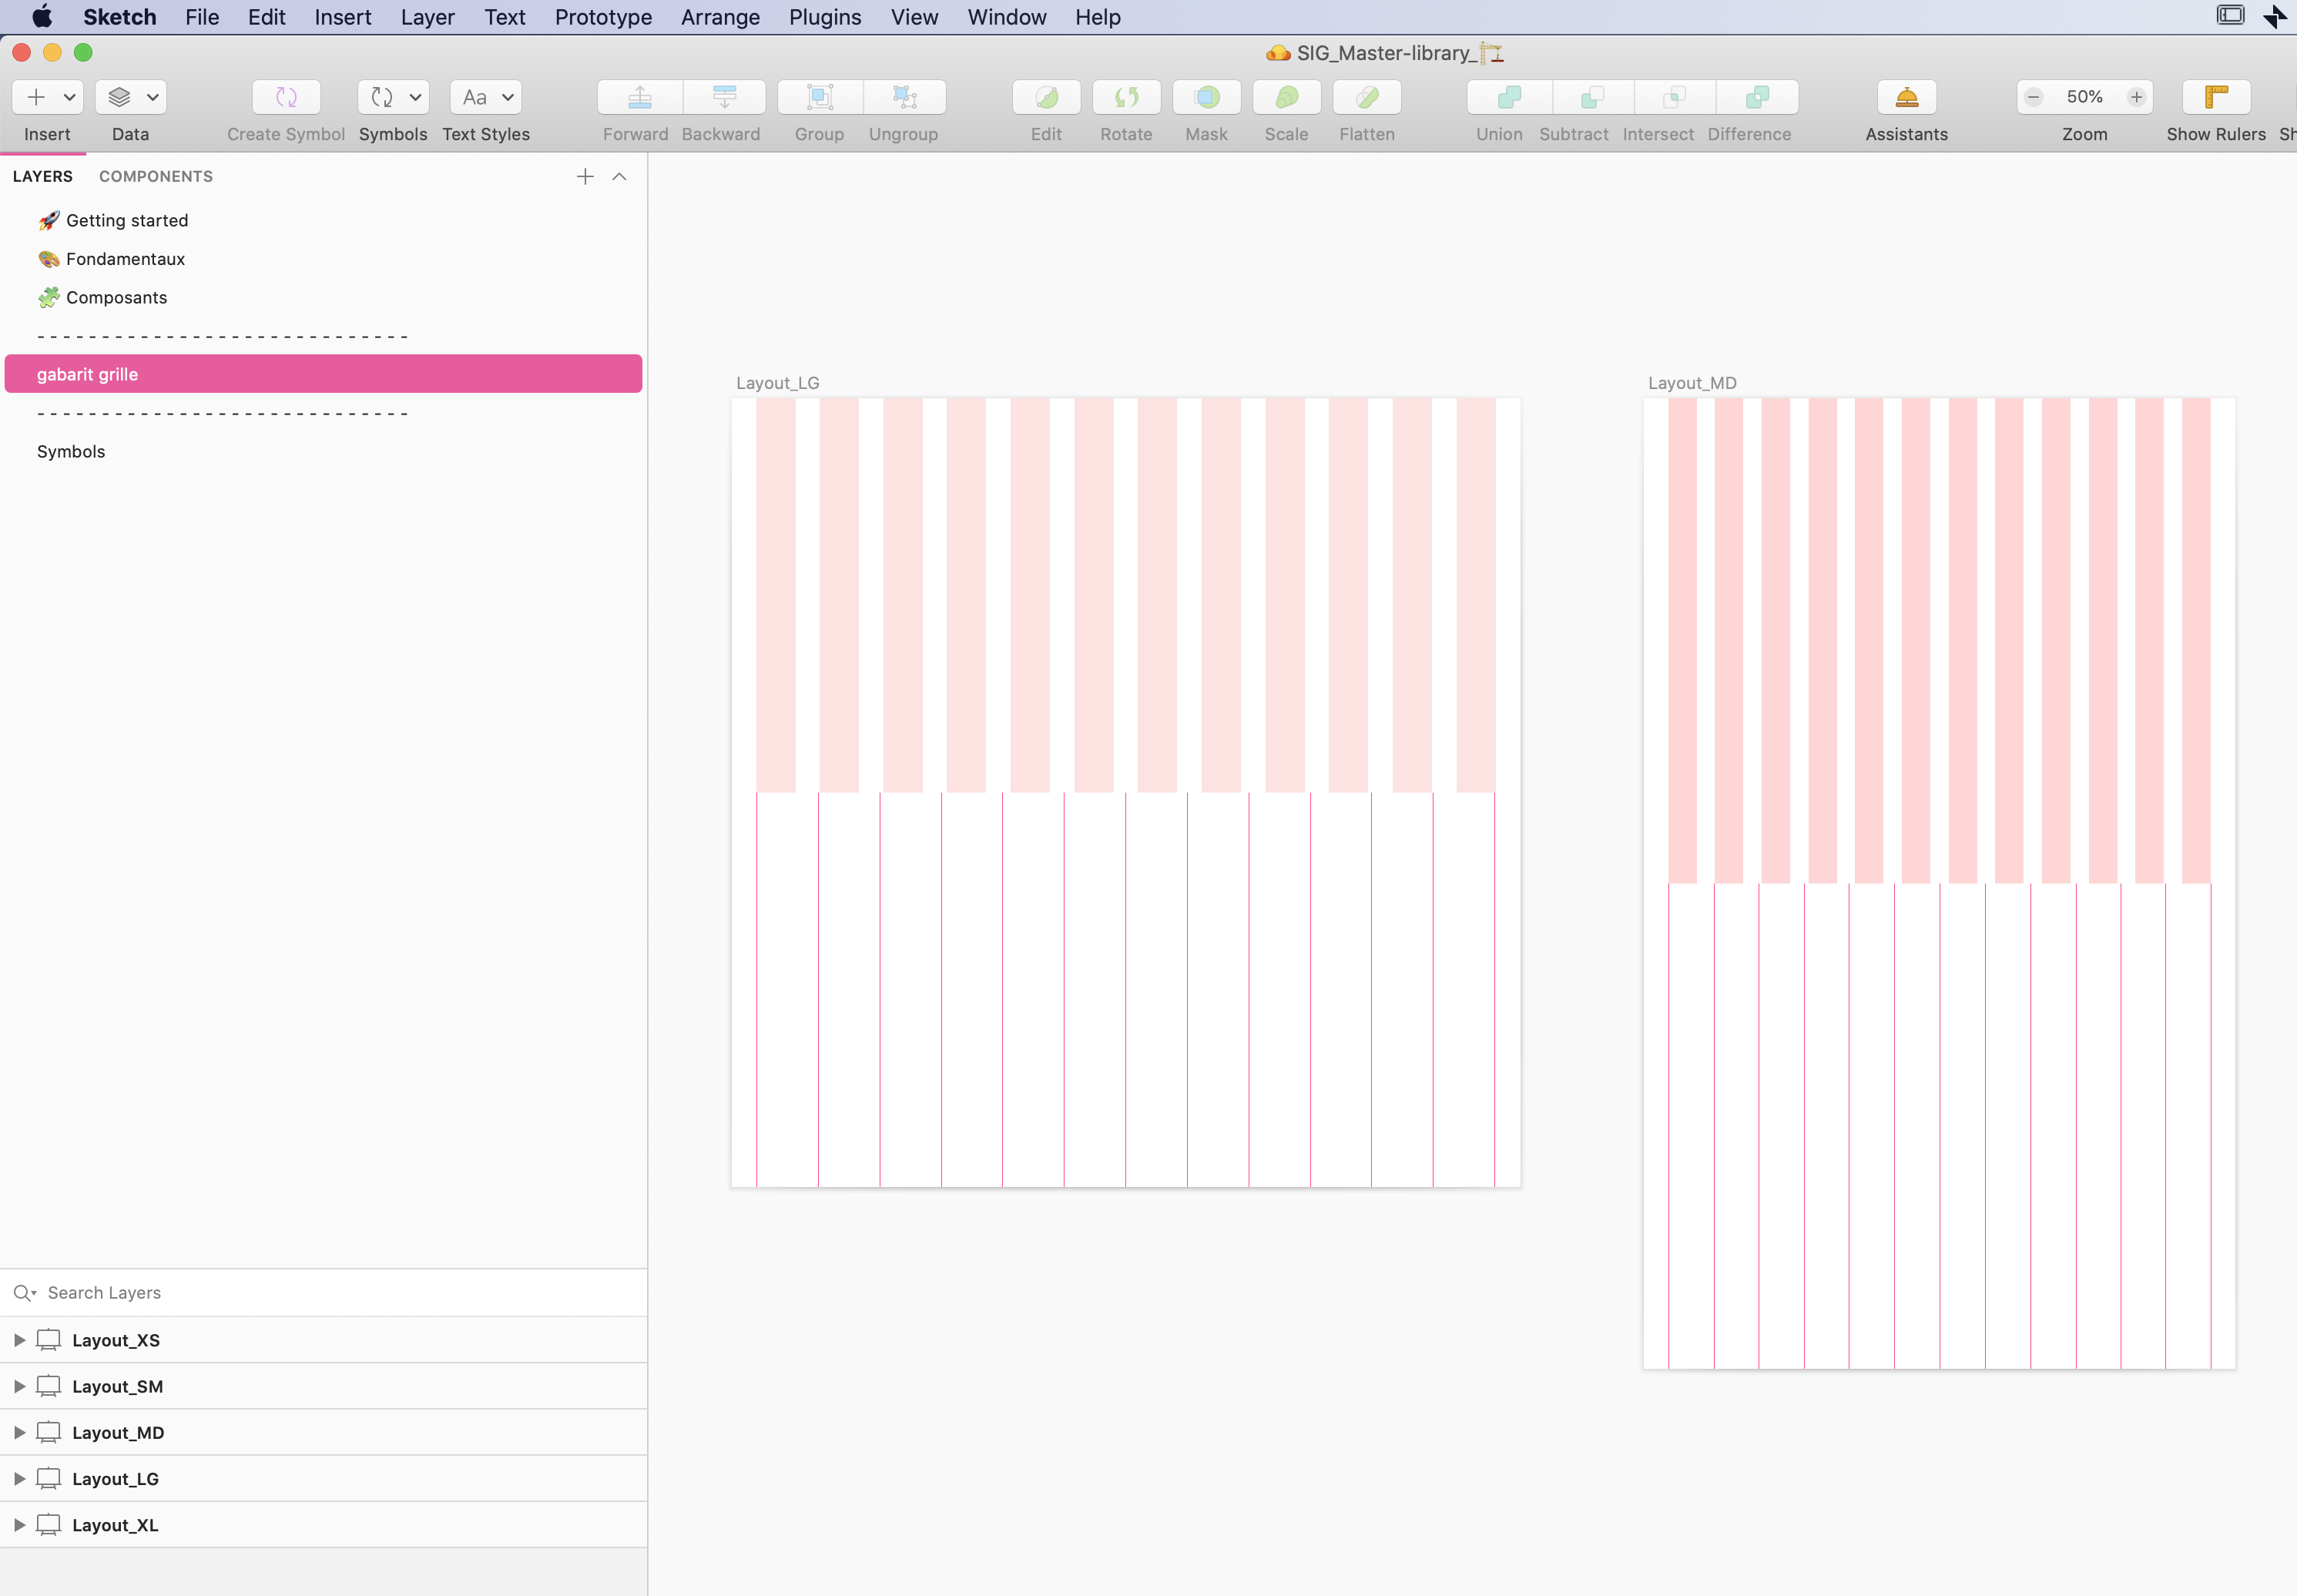 Sketch File Edit Insert Layer Text Prototype Arrange Plugins View Window Help
SIG_Master-library_
Aa 50%
Insert Data Create Symbol Symbols Text Styles Forward Backward Group Ungroup Edit Rotate Mask Scale Flatten Union Subtract Intersect Difference Assistants Zoom Show Rulers Sh
LAYERS COMPONENTS
Getting started
Fondamentaux
Composants
- - - - - - - - - - - - - - - - - - - - - - - - - - - - -
gabarit grille
- - - - - - - - - - - - - - - - - - - - - - - - - - - - -
Symbols
Layout_LG
Layout_MD
Search Layers
Layout_XS
Layout_SM
Layout_MD
Layout_LG
Layout_XL